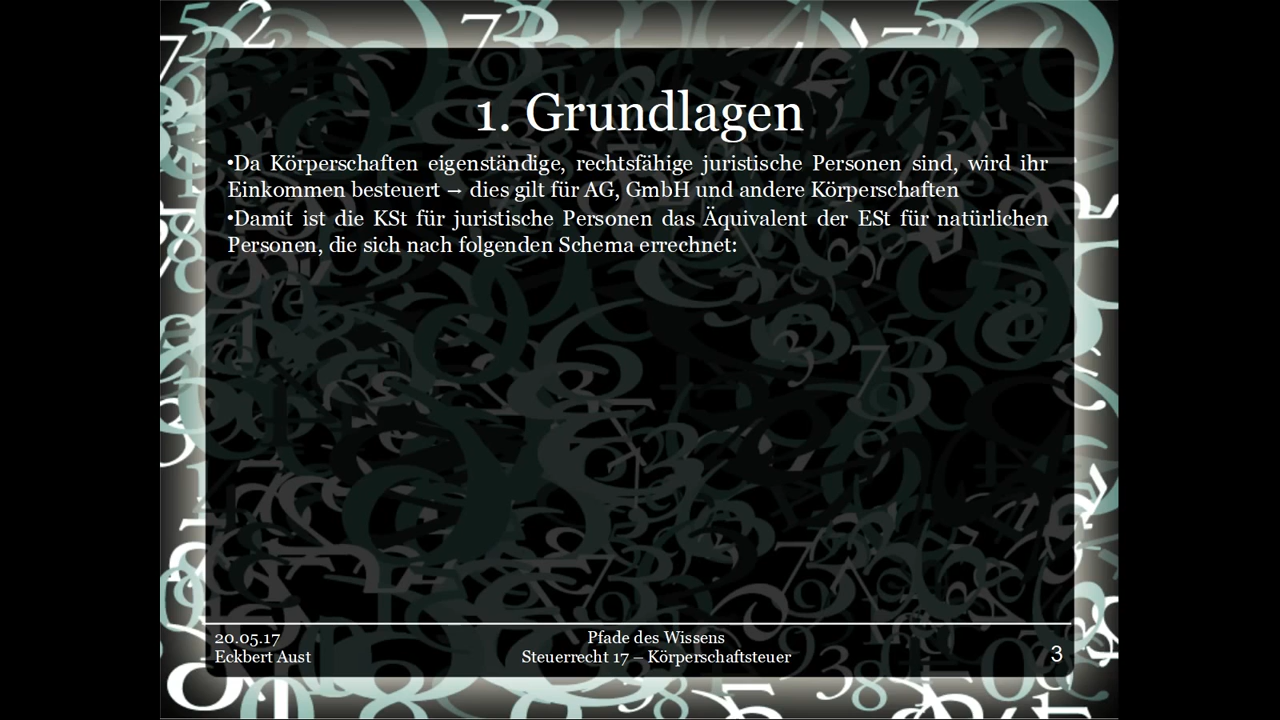 1. Grundlagen
•Da Körperschaften eigenständige, rechtsfähige juristische Personen sind, wird ihr
Einkommen besteuert → dies gilt für AG, GmbH und andere Körperschaften
•Damit ist die KSt für juristische Personen das Äquivalent der ESt für natürlichen
Personen, die sich nach folgenden Schema errechnet:
20.05.17
Eckbert Aust
Pfade des Wissens
Steuerrecht 17 – Körperschaftsteuer
3